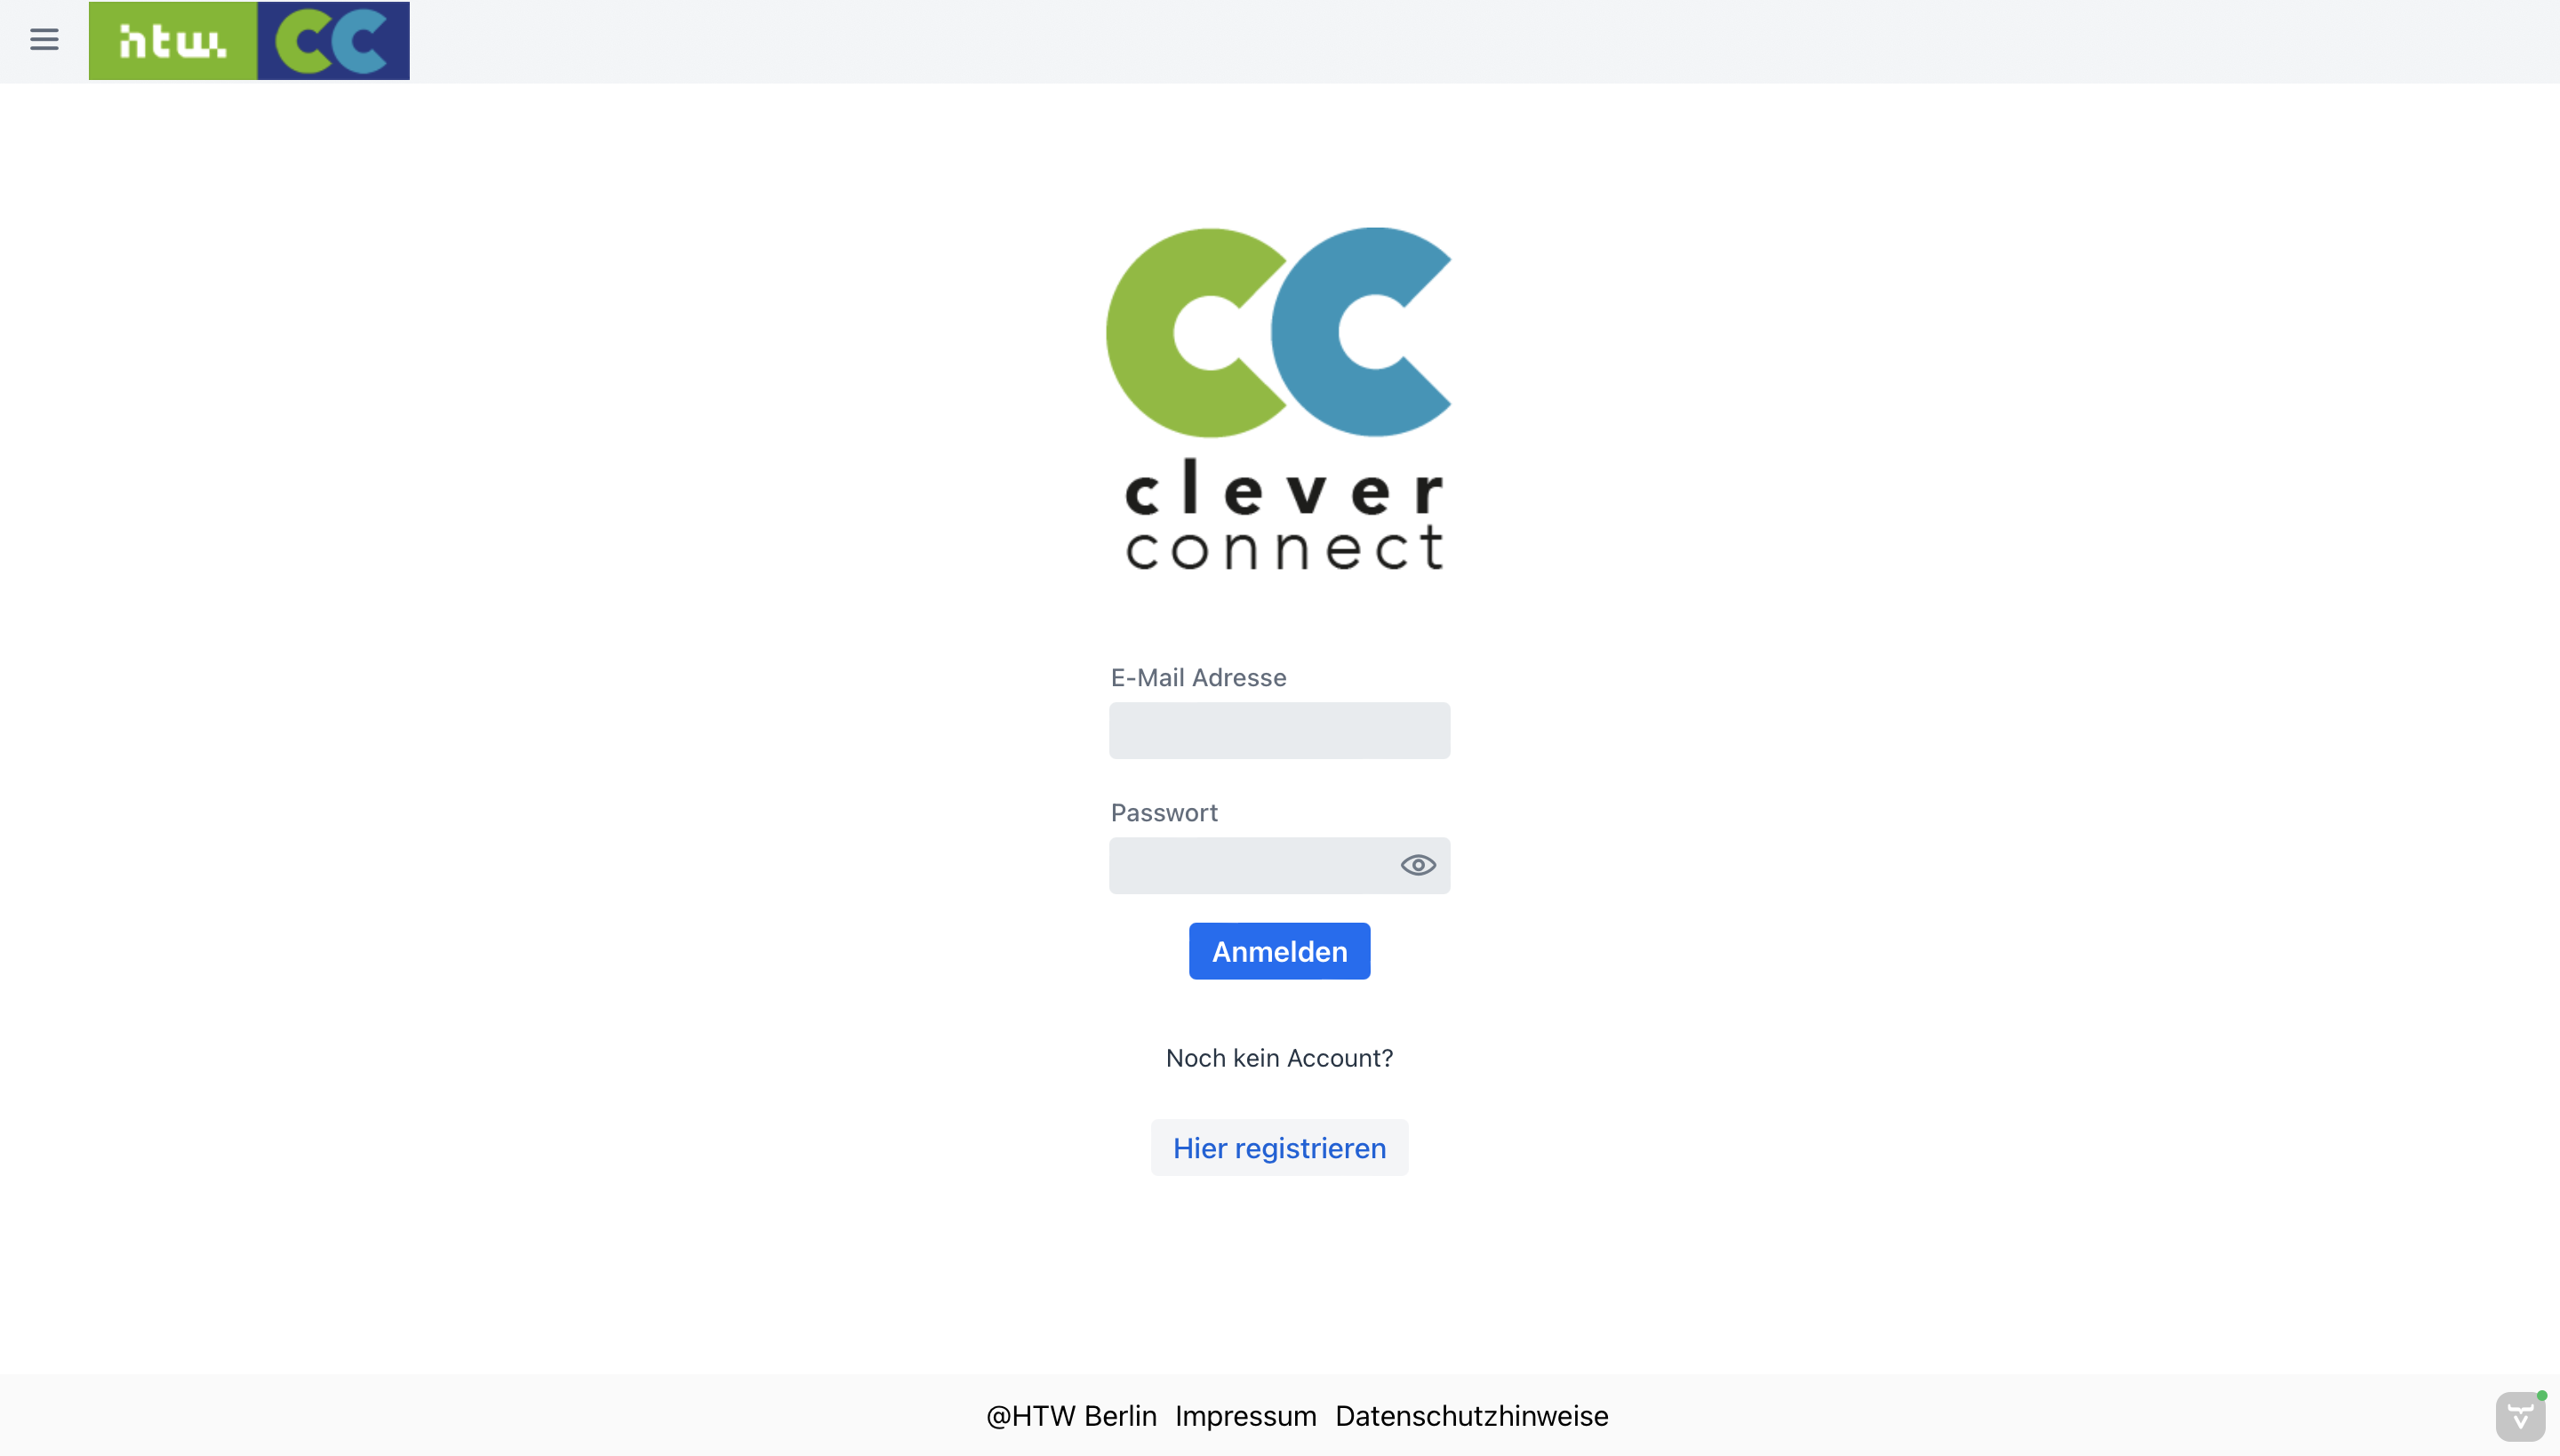 htw.
CC
CC
clever
connect
E-Mail Adresse
Passwort
Anmelden
Noch kein Account?
Hier registrieren
@HTW Berlin Impressum Datenschutzhinweise